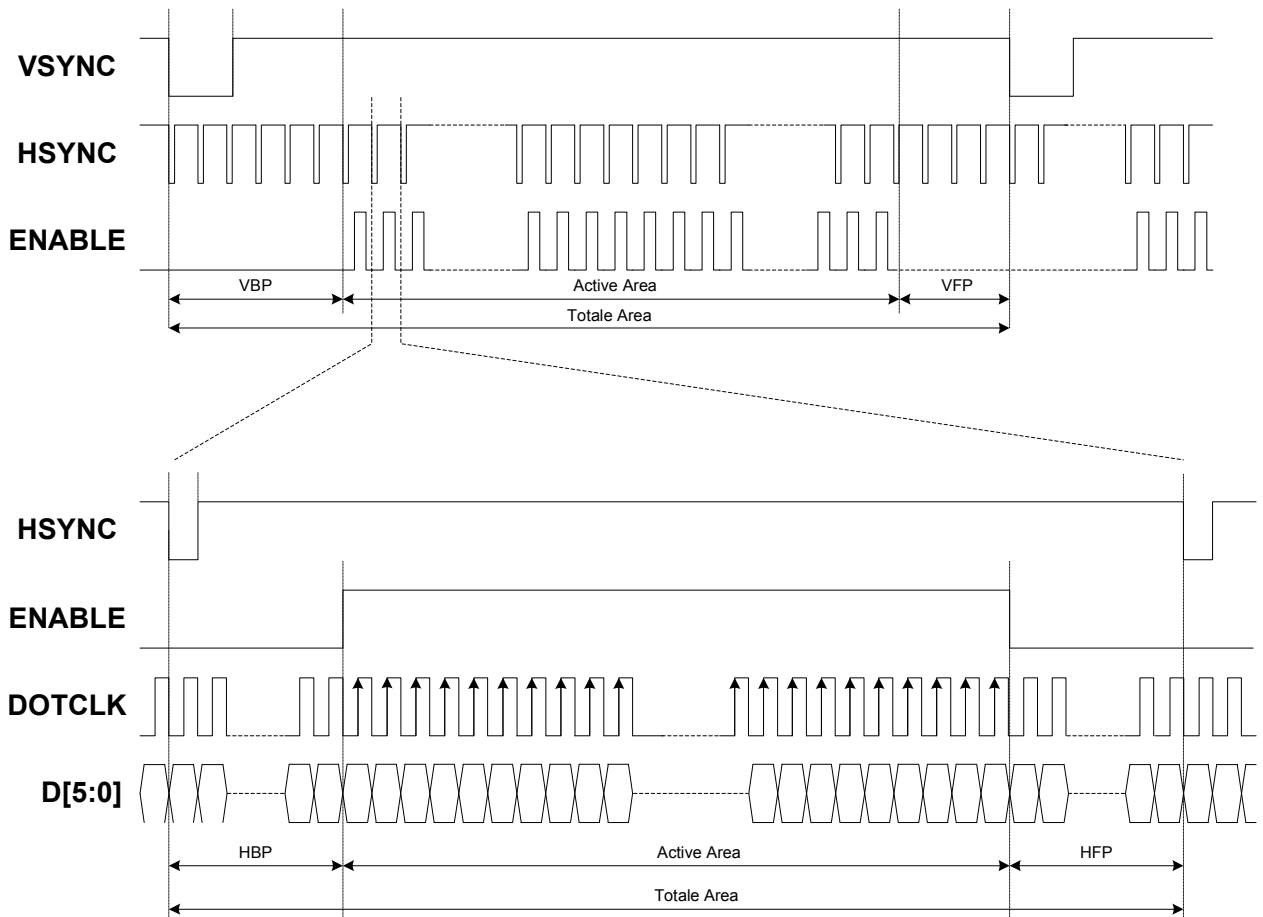 VSYNC
HSYNC
ENABLE
VBP
Active Area
VFP
Totale Area
HSYNC
ENABLE
DOTCLK
D[5:0]
HBP
Active Area
HFP
Totale Area